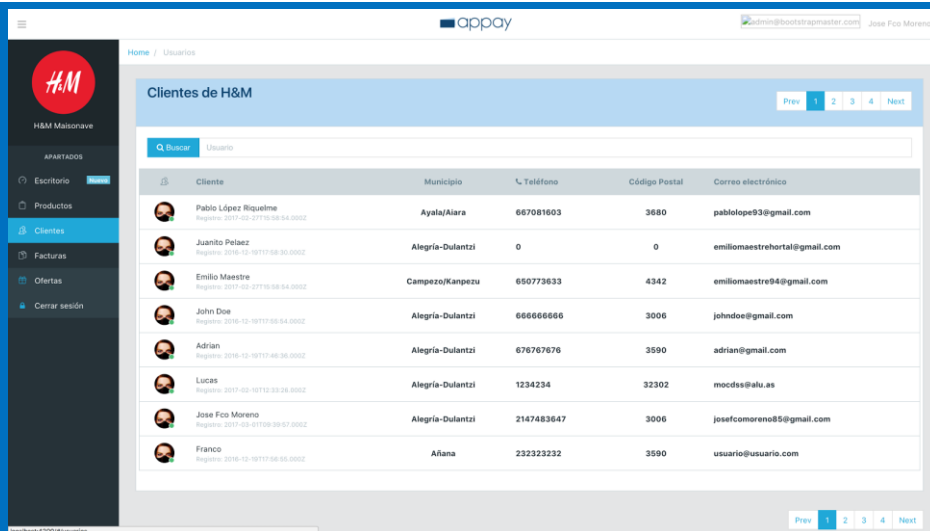 appay
admin@bootstrapmaster.com Jose Fco Moreno
H&M
H&M Maisonave
APARTADOS
Escritorio Nuevo
Productos
Clientes
Facturas
Ofertas
Cerrar sesión
Home / Usuarios
Clientes de H&M
Prev 1 2 3 4 Next
Buscar Usuario
Cliente Municipio Teléfono Código Postal Correo electrónico
Pablo López Riquelme Ayala/Aiara 667081603 3680 pablolope93@gmail.com
Registro: 2017-02-27T15:58:54.000Z
Juanito Pelaez Alegría-Dulantzi 0 0 emiliomaestrehortal@gmail.com
Registro: 2016-12-19T17:58:30.000Z
Emilio Maestre Campezo/Kanpezu 650773633 4342 emiliomaestre94@gmail.com
Registro: 2017-02-27T15:58:54.000Z
John Doe Alegría-Dulantzi 666666666 3006 johndoe@gmail.com
Registro: 2016-12-19T17:59:54.000Z
Adrian Alegría-Dulantzi 676767676 3590 adrian@gmail.com
Registro: 2016-12-19T17:46:36.000Z
Lucas Alegría-Dulantzi 1234234 32302 mocdss@alu.as
Registro: 2017-02-10T12:33:28.000Z
Jose Fco Moreno Alegría-Dulantzi 2147483647 3006 josefcomoreno85@gmail.com
Registro: 2017-03-01T09:39:57.000Z
Franco Añana 232323232 3590 usuario@usuario.com
Registro: 2016-12-19T17:56:55.000Z
Prev 1 2 3 4 Next